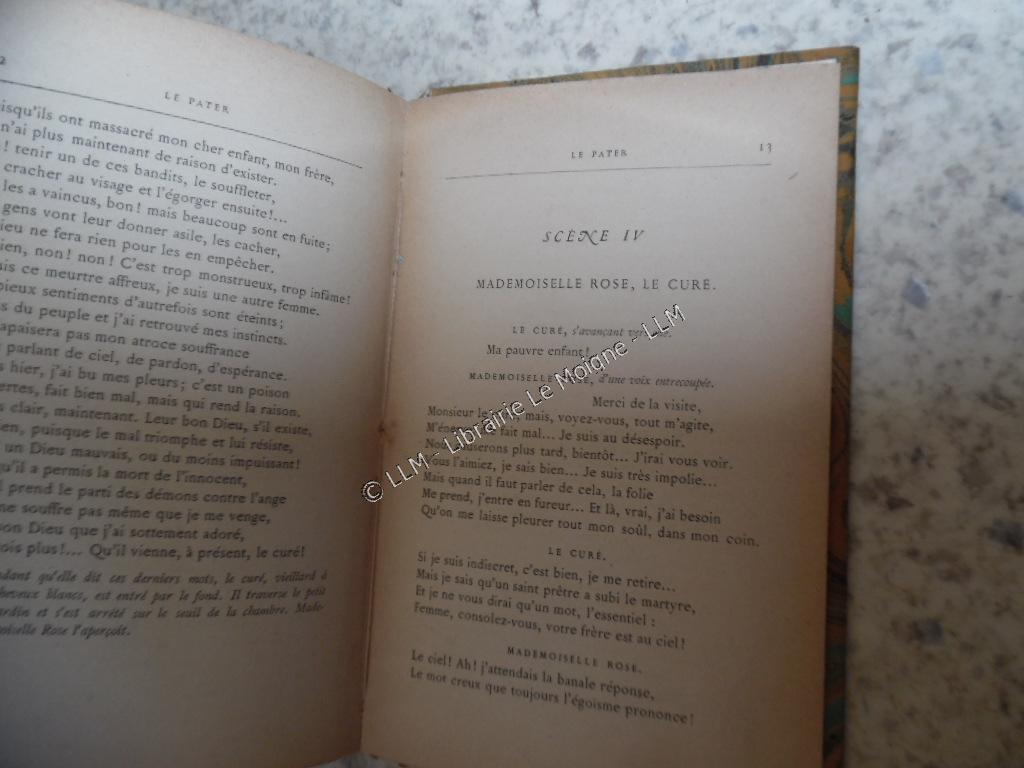 2
LE PATER
isqu'ils ont massacré mon cher enfant, mon frère,
n'ai plus maintenant de raison d'exister.
! tenir un de ces bandits, le souffleter,
cracher au visage et l'égorger ensuite!...
les a vaincus, bon! mais beaucoup sont en fuite;
gens vont leur donner asile, les cacher,
ieu ne fera rien pour les en empêcher.
ien, non! non! C'est trop monstrueux, trop infâme!
is ce meurtre affreux, je suis une autre femme.
pieux sentiments d'autrefois sont éteints;
s du peuple et j'ai retrouvé mes instincts.
apaisera pas mon atroce souffrance
parlant de ciel, de pardon, d'espérance.
s hier, j'ai bu mes pleurs; c'est un poison
ertes, fait bien mal, mais qui rend la raison.
s clair, maintenant. Leur bon Dieu, s'il existe,
ien, puisque le mal triomphe et lui résiste,
un Dieu mauvais, ou du moins impuissant!
qu'il a permis la mort de l'innocent,
l prend le parti des démons contre l'ange
ne souffre pas même que je me venge,
bon Dieu que j'ai sottement adoré,
ois plus!... Qu'il vienne, à présent, le curé!
ndant qu'elle dit ces derniers mots, le curé, vieillard à
heveux blancs, est entré par le fond. Il traverse le petit
ardin et s'est arrêté sur le seuil de la chambre. Made-
moiselle Rose l'aperçoit.
LE PATER 13
SCÈNE IV
MADEMOISELLE ROSE, LE CURÉ.
LE CURÉ, s'avançant
Ma pauvre enfant!
MADEMOISELLE d'une voix entrecoupée.
Merci de la visite,
Monsieur le mais, voyez-vous, tout m'agite,
fait mal... Je suis au désespoir.
plus tard, bientôt... J'irai vous voir.
Vous l'aimiez, je sais bien... Je suis très impolie...
Mais quand il faut parler de cela, la folie
Me prend, j'entre en fureur... Et là, vrai, j'ai besoin
Qu'on me laisse pleurer tout mon soûl, dans mon coin.
LE CURÉ.
Si je suis indiscret, c'est bien, je me retire...
Mais je sais qu'un saint prêtre a subi le martyre,
Et je ne vous dirai qu'un mot, l'essentiel :
Femme, consolez-vous, votre frère est au ciel!
MADEMOISELLE ROSE.
Le ciel! Ah! j'attendais la banale réponse,
Le mot creux que toujours l'égoïsme prononce!
© LLM - Librairie Le Moigne - LLM